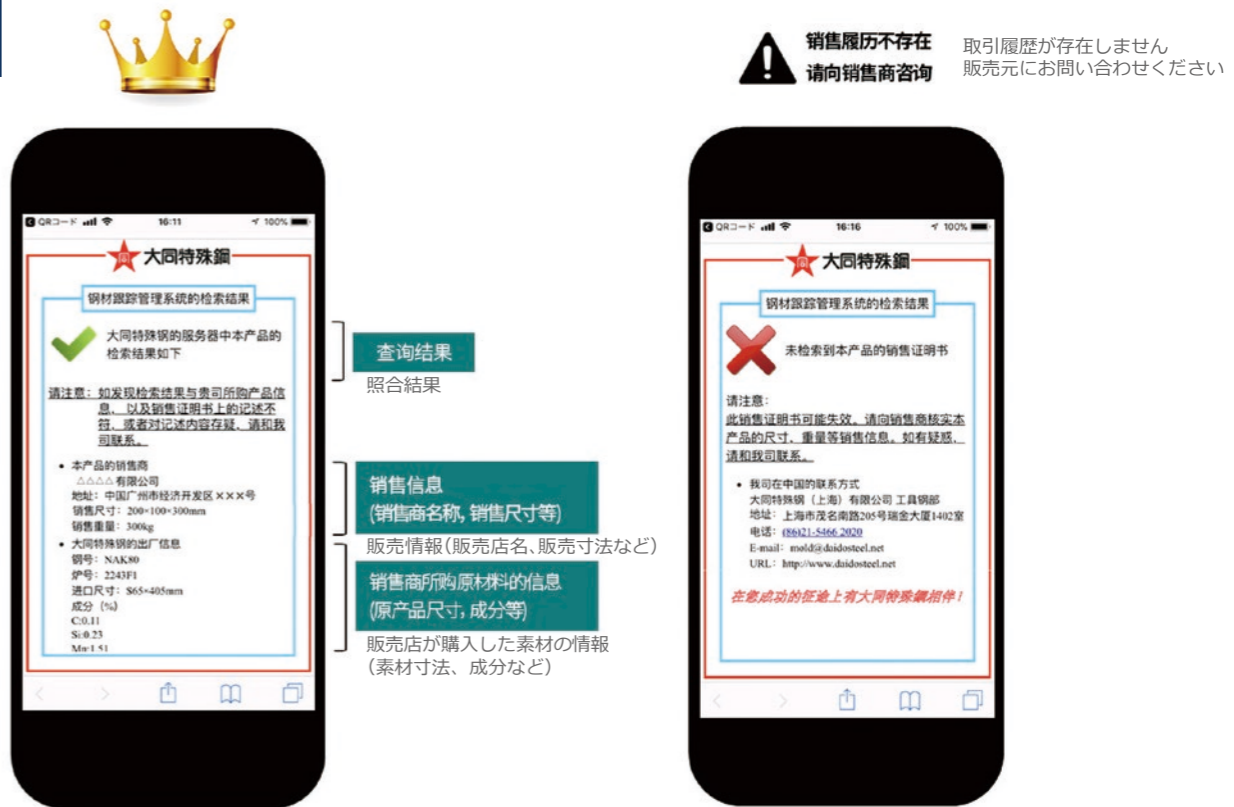 销售履历不存在
请向销售商咨询
取引履歴が存在しません
販売元にお問い合わせください
QRコード
16:11
100%
大同特殊鋼
钢材跟踪管理系统的检索结果
大同特殊钢的服务器中本产品的
检索结果如下
请注意：如发现检索结果与贵司所购产品信
息、以及销售证明书上的记述不
符、或者对记述内容存疑、请和我
司联系。
• 本产品的销售商
△△△△有限公司
地址：中国广州市经济开发区×××号
销售尺寸：200×100×300mm
销售重量：300kg
• 大同特殊钢的出厂信息
钢号：NAK80
炉号：2243F1
进口尺寸：S65×405mm
成分（%）
C:0.11
Si:0.23
Mn:1.51
查询结果
照合結果
销售信息
(销售商名称, 销售尺寸等)
販売情報（販売店名、販売寸法など）
销售商所购原材料的信息
(原产品尺寸, 成分等)
販売店が購入した素材の情報
（素材寸法、成分など）
QRコード
16:16
100%
大同特殊鋼
钢材跟踪管理系统的检索结果
未检索到本产品的销售证明书
请注意：
此销售证明书可能失效。请向销售商核实本
产品的尺寸、重量等销售信息。如有疑惑、
请和我司联系。
• 我司在中国的联系方式
大同特殊钢（上海）有限公司 工具钢部
地址：上海市茂名南路205号瑞金大厦1402室
电话：(86)21-5466 2020
E-mail：mold@daidosteel.net
URL：http://www.daidosteel.net
在您成功的征途上有大同特殊鋼相伴！